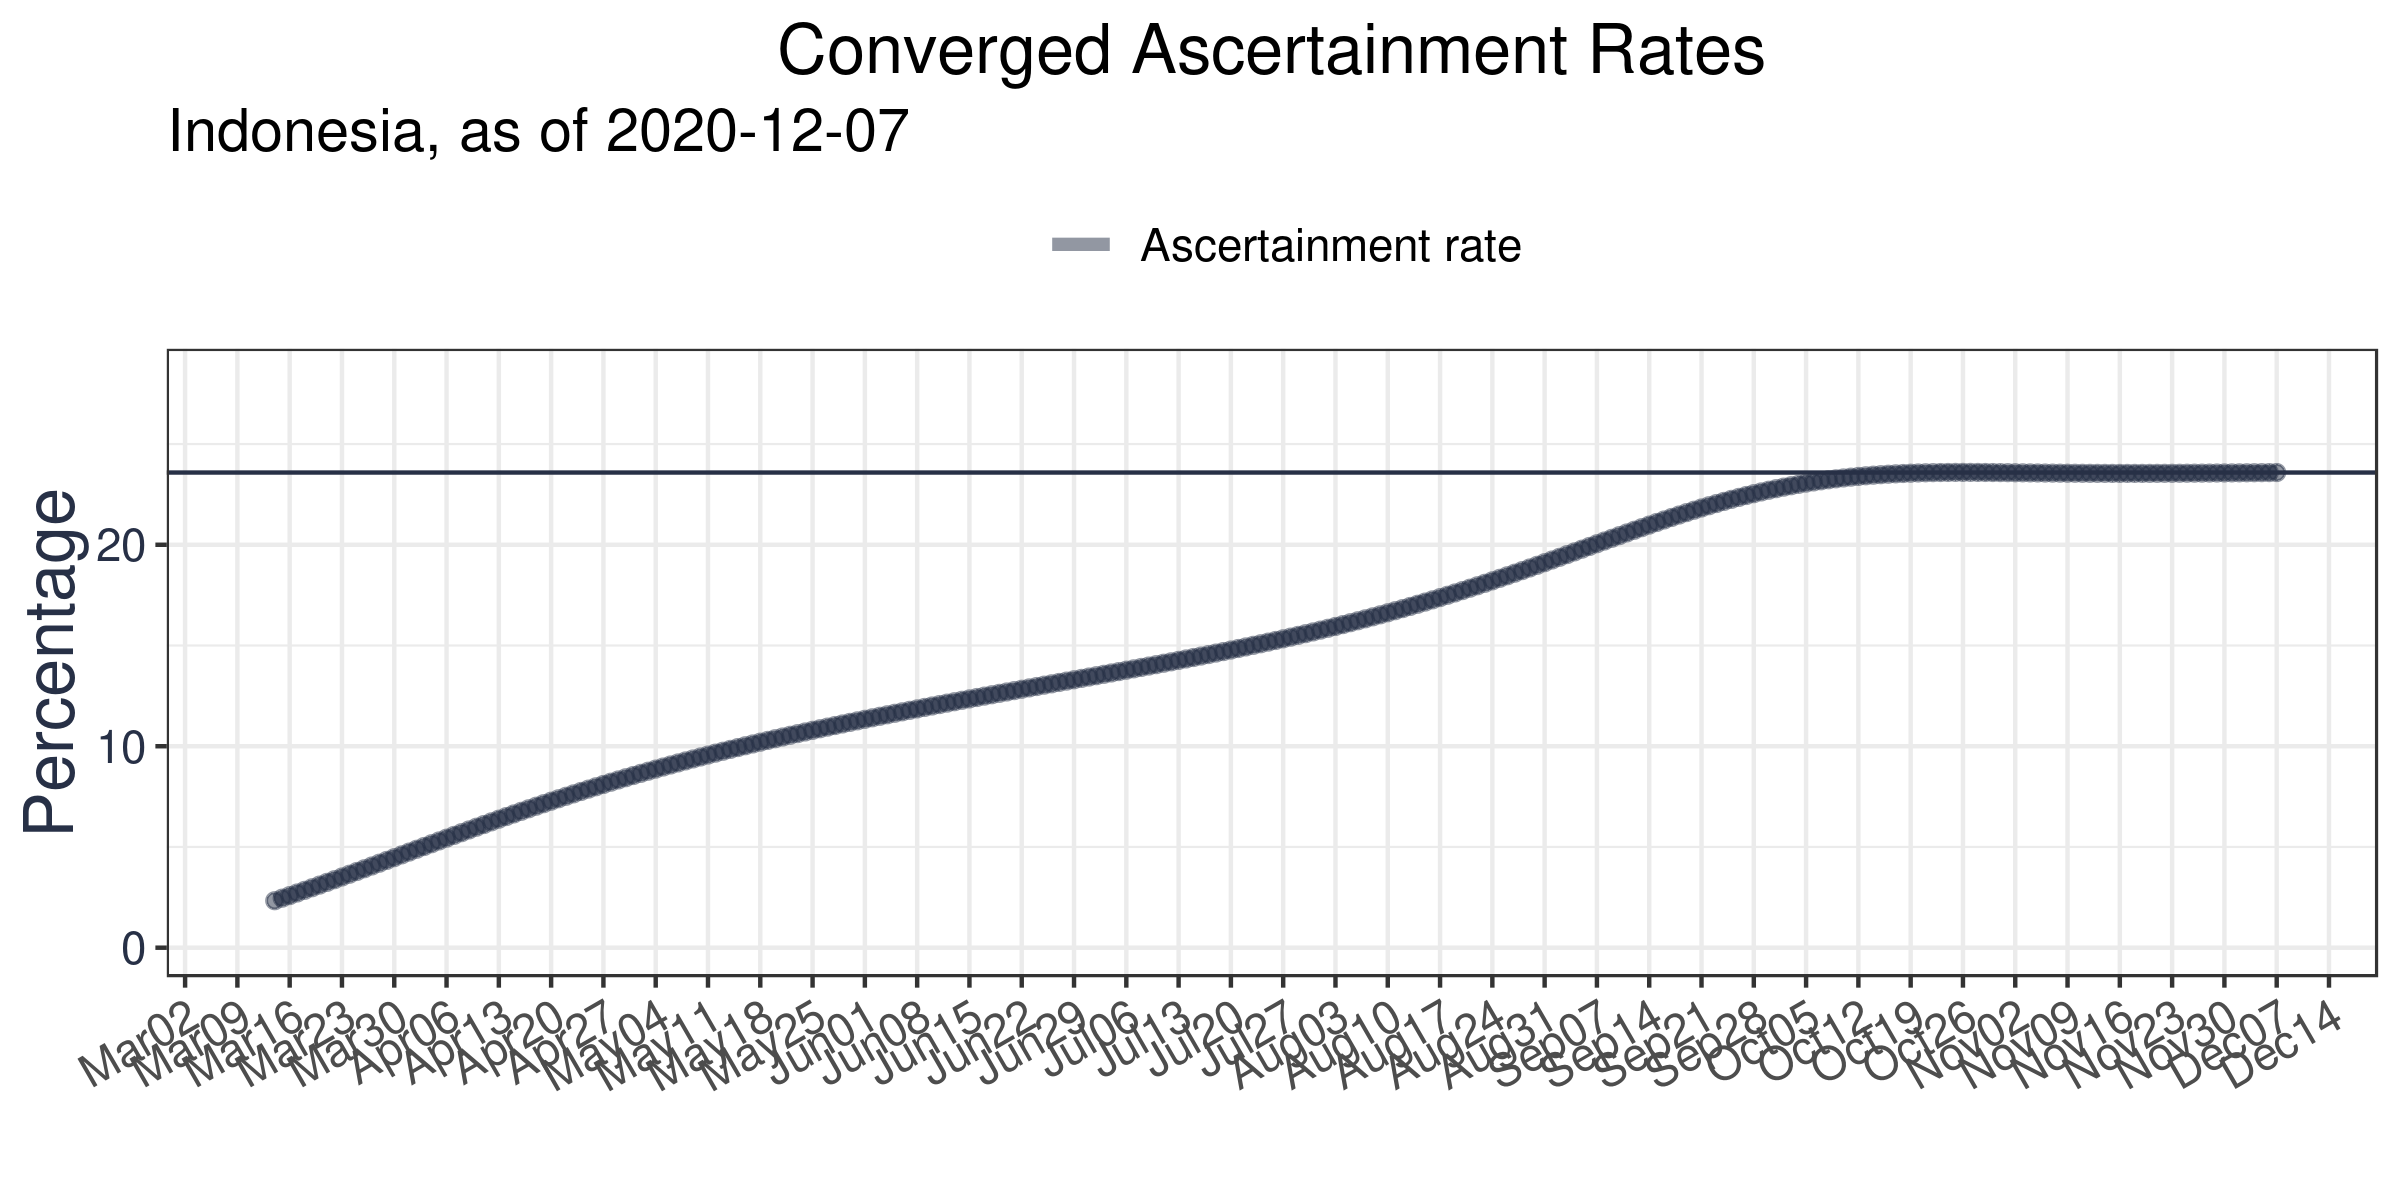 Converged Ascertainment Rates
Indonesia, as of 2020-12-07
Ascertainment rate
Percentage
20
10
0
Mar02
Mar09
Mar16
Mar23
Mar30
Apr06
Apr13
Apr20
Apr27
May04
May11
May18
May25
Jun01
Jun08
Jun15
Jun22
Jun29
Jul06
Jul13
Jul20
Jul27
Aug03
Aug10
Aug17
Aug24
Aug31
Sep07
Sep14
Sep21
Sep28
Oct05
Oct12
Oct19
Oct26
Nov02
Nov09
Nov16
Nov23
Nov30
Dec07
Dec14